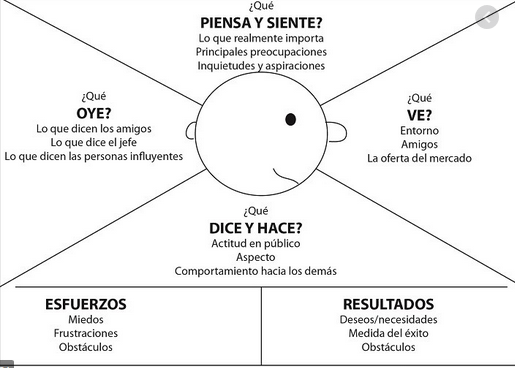 ¿Qué
PIENSA Y SIENTE?
Lo que realmente importa
Principales preocupaciones
Inquietudes y aspiraciones
¿Qué
OYE?
Lo que dicen los amigos
Lo que dice el jefe
Lo que dicen las personas influyentes
¿Qué
VE?
Entorno
Amigos
La oferta del mercado
¿Qué
DICE Y HACE?
Actitud en público
Aspecto
Comportamiento hacia los demás
ESFUERZOS
Miedos
Frustraciones
Obstáculos
RESULTADOS
Deseos/necesidades
Medida del éxito
Obstáculos